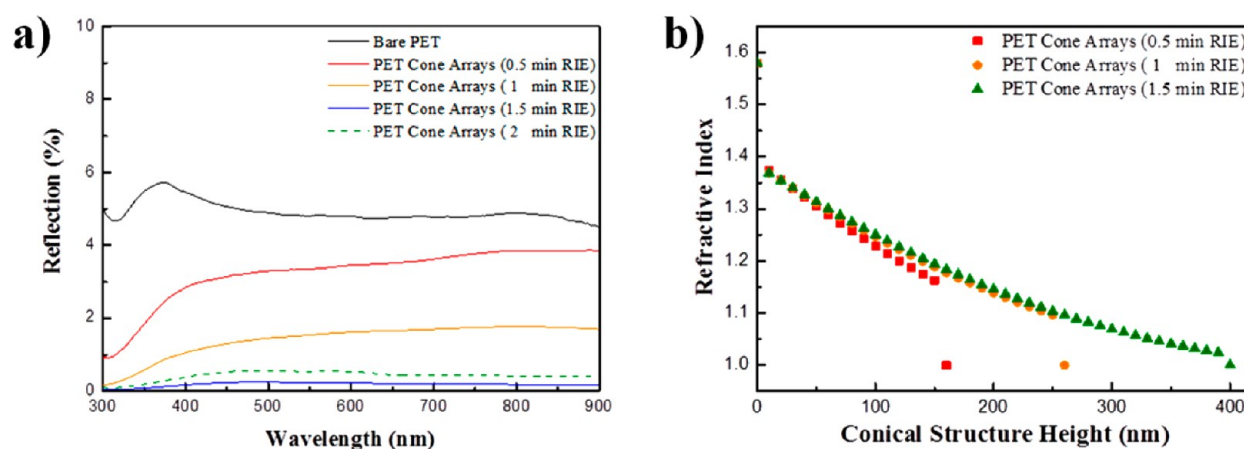 a)
10
8
6
4
2
0
Reflection (%)
Bare PET
PET Cone Arrays (0.5 min RIE)
PET Cone Arrays ( 1 min RIE)
PET Cone Arrays (1.5 min RIE)
PET Cone Arrays ( 2 min RIE)
300 400 500 600 700 800 900
Wavelength (nm)
b)
1.6
1.5
1.4
1.3
1.2
1.1
1.0
Refractive Index
PET Cone Arrays (0.5 min RIE)
PET Cone Arrays ( 1 min RIE)
PET Cone Arrays (1.5 min RIE)
0 100 200 300 400
Conical Structure Height (nm)